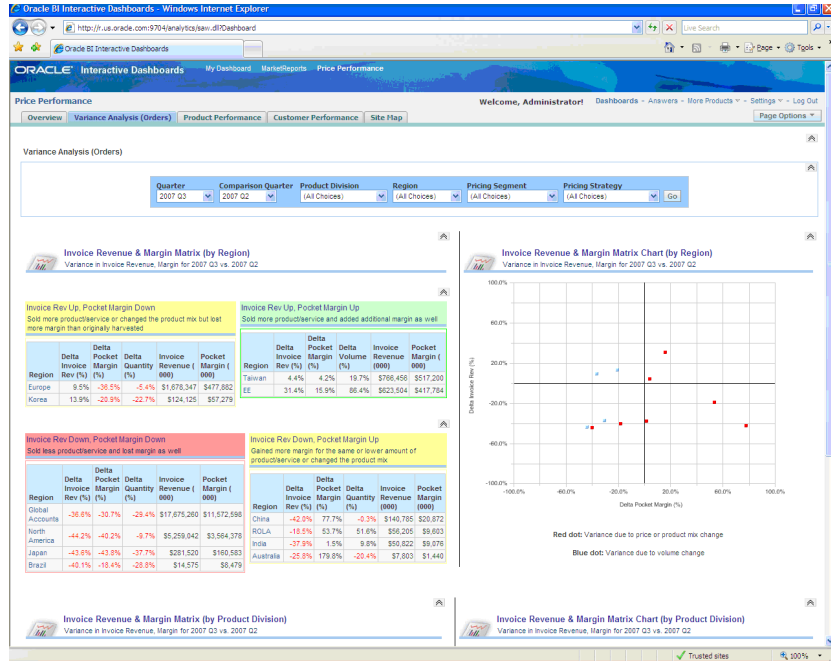 Oracle BI Interactive Dashboards - Windows Internet Explorer
http://r.us.orade.com:9704/analytics/saw.dll?Dashboard
Live Search
Oracle BI Interactive Dashboards
Page
Tools
ORACLE Interactive Dashboards
My Dashboard MarketReports Price Performance
Price Performance
Welcome, Administrator! Dashboards - Answers - More Products - Settings - Log Out
Overview Variance Analysis (Orders) Product Performance Customer Performance Site Map
Page Options
Variance Analysis (Orders)
Quarter Comparison Quarter Product Division Region Pricing Segment Pricing Strategy
2007 Q3 2007 Q2 (All Choices) (All Choices) (All Choices) (All Choices) Go
Invoice Revenue & Margin Matrix (by Region)
Variance in Invoice Revenue, Margin for 2007 Q3 vs. 2007 Q2
Invoice Rev Up, Pocket Margin Down
Sold more product/service or changed the product mix but lost
more margin than originally harvested
Region Delta Invoice Rev (%) Delta Pocket Margin (%) Delta Quantity (%) Invoice Revenue (000) Pocket Margin (000)
Europe 9.5% -36.5% -5.4% $1,678,347 $477,882
Korea 13.9% -20.9% -22.7% $124,125 $57,279
Invoice Rev Up, Pocket Margin Up
Sold more product/service and added additional margin as well
Region Delta Invoice Rev (%) Delta Pocket Margin (%) Delta Volume (%) Invoice Revenue (000) Pocket Margin (000)
Taiwan 4.4% 4.2% 19.7% $766,456 $517,200
EE 31.4% 15.9% 86.4% $623,504 $417,784
Invoice Rev Down, Pocket Margin Down
Sold less product/service and lost margin as well
Region Delta Invoice Rev (%) Delta Pocket Margin (%) Delta Quantity (%) Invoice Revenue (000) Pocket Margin (000)
Global Accounts -36.8% -30.7% -29.4% $17,675,260 $11,572,598
North America -44.2% -40.2% -9.7% $5,259,042 $3,564,378
Japan -43.6% -43.8% -37.7% $281,520 $160,583
Brazil -40.1% -18.4% -28.8% $14,575 $8,479
Invoice Rev Down, Pocket Margin Up
Gained more margin for the same or lower amount of
product/service or changed the product mix
Region Delta Invoice Rev (%) Delta Pocket Margin (%) Delta Quantity (%) Invoice Revenue (000) Pocket Margin (000)
China -42.0% 77.7% -0.3% $140,785 $20,872
ROLA -18.5% 53.7% 51.6% $56,205 $9,603
India -37.9% 1.5% 9.8% $50,822 $9,076
Australia -25.8% 179.8% -20.4% $7,803 $1,440
Invoice Revenue & Margin Matrix Chart (by Region)
Variance in Invoice Revenue, Margin for 2007 Q3 vs. 2007 Q2
100.0%
60.0%
20.0%
-20.0%
-60.0%
-100.0%
Delta Invoice Rev (%)
-100.0% -60.0% -20.0% 20.0% 60.0% 100.0%
Delta Pocket Margin (%)
Red dot: Variance due to price or product mix change
Blue dot: Variance due to volume change
Invoice Revenue & Margin Matrix (by Product Division)
Variance in Invoice Revenue, Margin for 2007 Q3 vs. 2007 Q2
Invoice Revenue & Margin Matrix Chart (by Product Division)
Variance in Invoice Revenue, Margin for 2007 Q3 vs. 2007 Q2
Trusted sites
100%